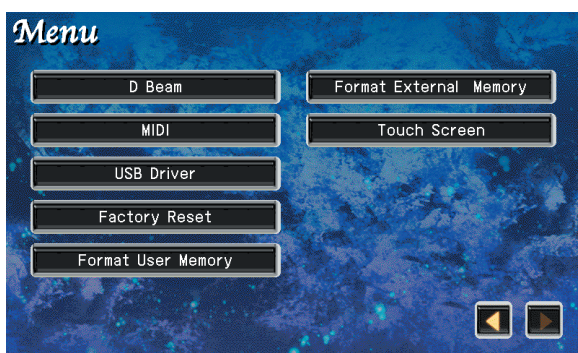 Menu
D Beam
MIDI
USB Driver
Factory Reset
Format User Memory
Format External Memory
Touch Screen